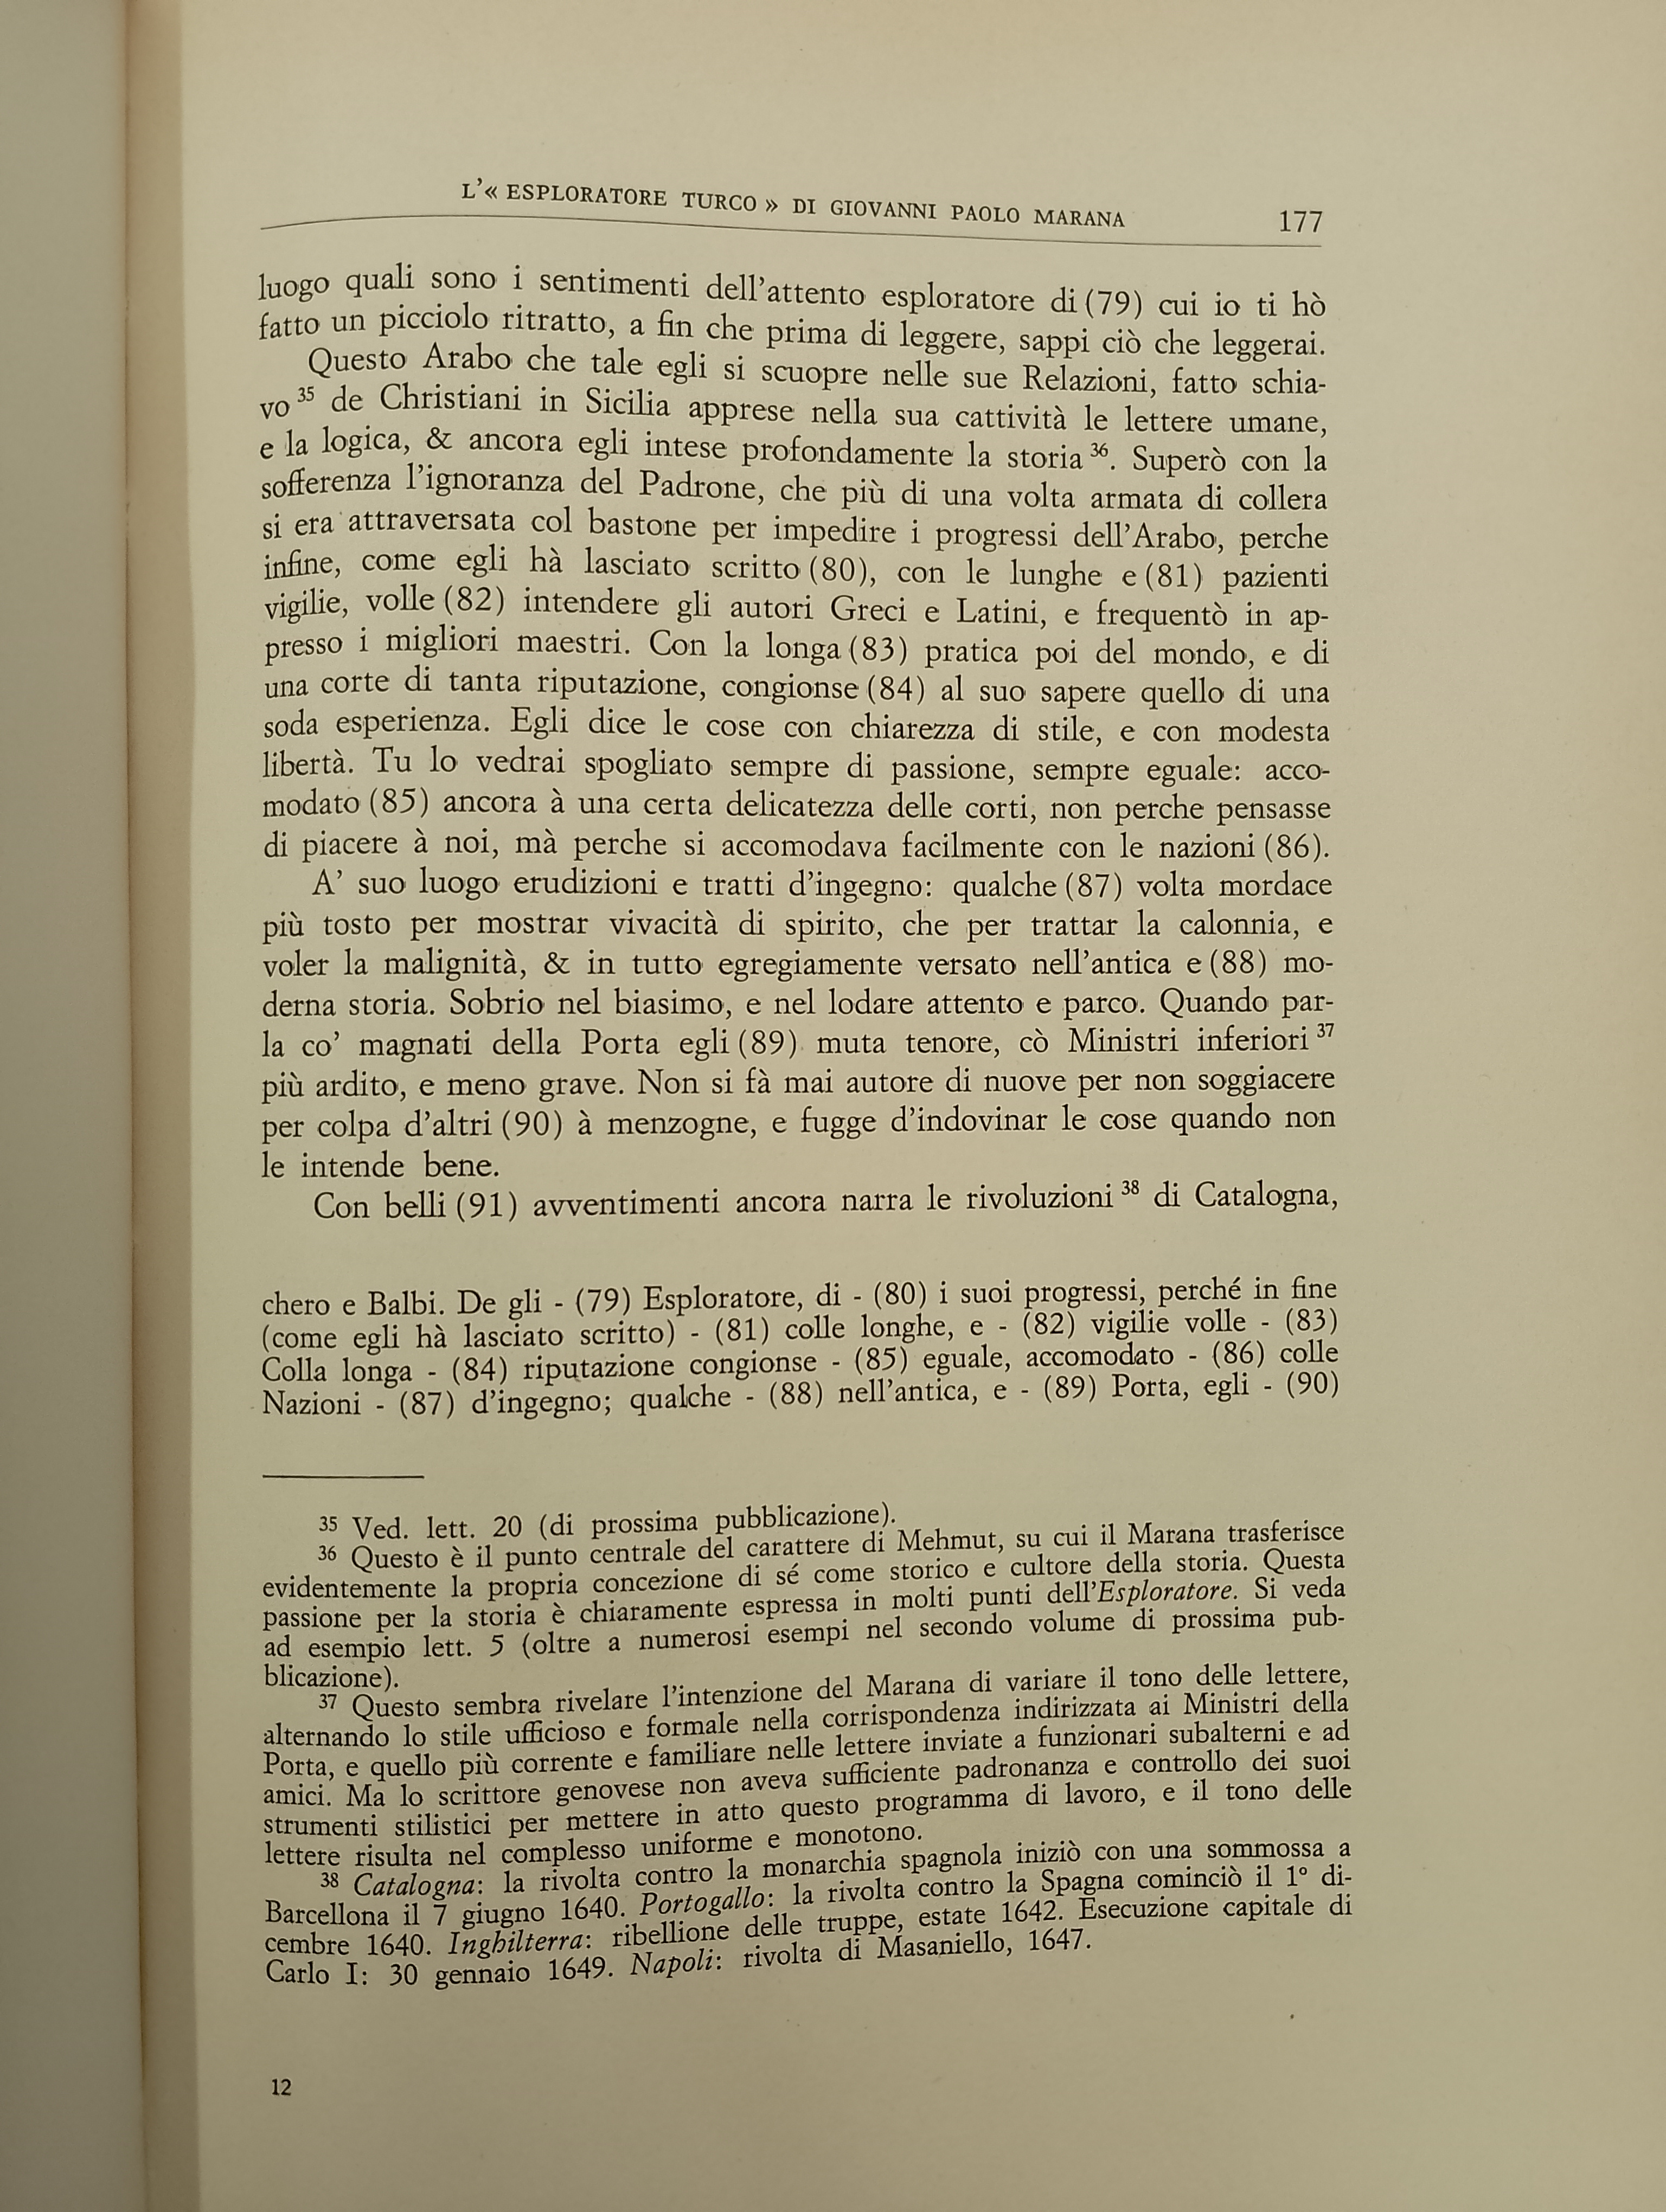 L'« ESPLORATORE TURCO » DI GIOVANNI PAOLO MARANA 177
luogo quali sono i sentimenti dell'attento esploratore di (79) cui io ti hò
fatto un picciolo ritratto, a fin che prima di leggere, sappi ciò che leggerai.
Questo Arabo che tale egli si scuopre nelle sue Relazioni, fatto schia-
vo 35 de Christiani in Sicilia apprese nella sua cattività le lettere umane,
e la logica, & ancora egli intese profondamente la storia 36. Superò con la
sofferenza l'ignoranza del Padrone, che più di una volta armata di collera
si era attraversata col bastone per impedire i progressi dell'Arabo, perche
infine, come egli hà lasciato scritto (80), con le lunghe e (81) pazienti
vigilie, volle (82) intendere gli autori Greci e Latini, e frequentò in ap-
presso i migliori maestri. Con la longa (83) pratica poi del mondo, e di
una corte di tanta riputazione, congionse (84) al suo sapere quello di una
soda esperienza. Egli dice le cose con chiarezza di stile, e con modesta
libertà. Tu lo vedrai spogliato sempre di passione, sempre eguale: acco-
modato (85) ancora à una certa delicatezza delle corti, non perche pensasse
di piacere à noi, mà perche si accomodava facilmente con le nazioni (86).
A' suo luogo erudizioni e tratti d'ingegno: qualche (87) volta mordace
più tosto per mostrar vivacità di spirito, che per trattar la calonnia, e
voler la malignità, & in tutto egregiamente versato nell'antica e (88) mo-
derna storia. Sobrio nel biasimo, e nel lodare attento e parco. Quando par-
la co' magnati della Porta egli (89) muta tenore, cò Ministri inferiori 37
più ardito, e meno grave. Non si fà mai autore di nuove per non soggiacere
per colpa d'altri (90) à menzogne, e fugge d'indovinar le cose quando non
le intende bene.
Con belli (91) avventimenti ancora narra le rivoluzioni 38 di Catalogna,
chero e Balbi. De gli - (79) Esploratore, di - (80) i suoi progressi, perché in fine
(come egli hà lasciato scritto) - (81) colle longhe, e - (82) vigilie volle - (83)
Colla longa - (84) riputazione congionse - (85) eguale, accomodato - (86) colle
Nazioni - (87) d'ingegno; qualche - (88) nell'antica, e - (89) Porta, egli - (90)
35 Ved. lett. 20 (di prossima pubblicazione).
36 Questo è il punto centrale del carattere di Mehmut, su cui il Marana trasferisce
evidentemente la propria concezione di sé come storico e cultore della storia. Questa
passione per la storia è chiaramente espressa in molti punti dell'Esploratore. Si veda
ad esempio lett. 5 (oltre a numerosi esempi nel secondo volume di prossima pub-
blicazione).
37 Questo sembra rivelare l'intenzione del Marana di variare il tono delle lettere,
alternando lo stile ufficioso e formale nella corrispondenza indirizzata ai Ministri della
Porta, e quello più corrente e familiare nelle lettere inviate a funzionari subalterni e ad
amici. Ma lo scrittore genovese non aveva sufficiente padronanza e controllo dei suoi
strumenti stilistici per mettere in atto questo programma di lavoro, e il tono delle
lettere risulta nel complesso uniforme e monotono.
38 Catalogna: la rivolta contro la monarchia spagnola iniziò con una sommossa a
Barcellona il 7 giugno 1640. Portogallo: la rivolta contro la Spagna cominciò il 1° di-
cembre 1640. Inghilterra: ribellione delle truppe, estate 1642. Esecuzione capitale di
Carlo I: 30 gennaio 1649. Napoli: rivolta di Masaniello, 1647.
12